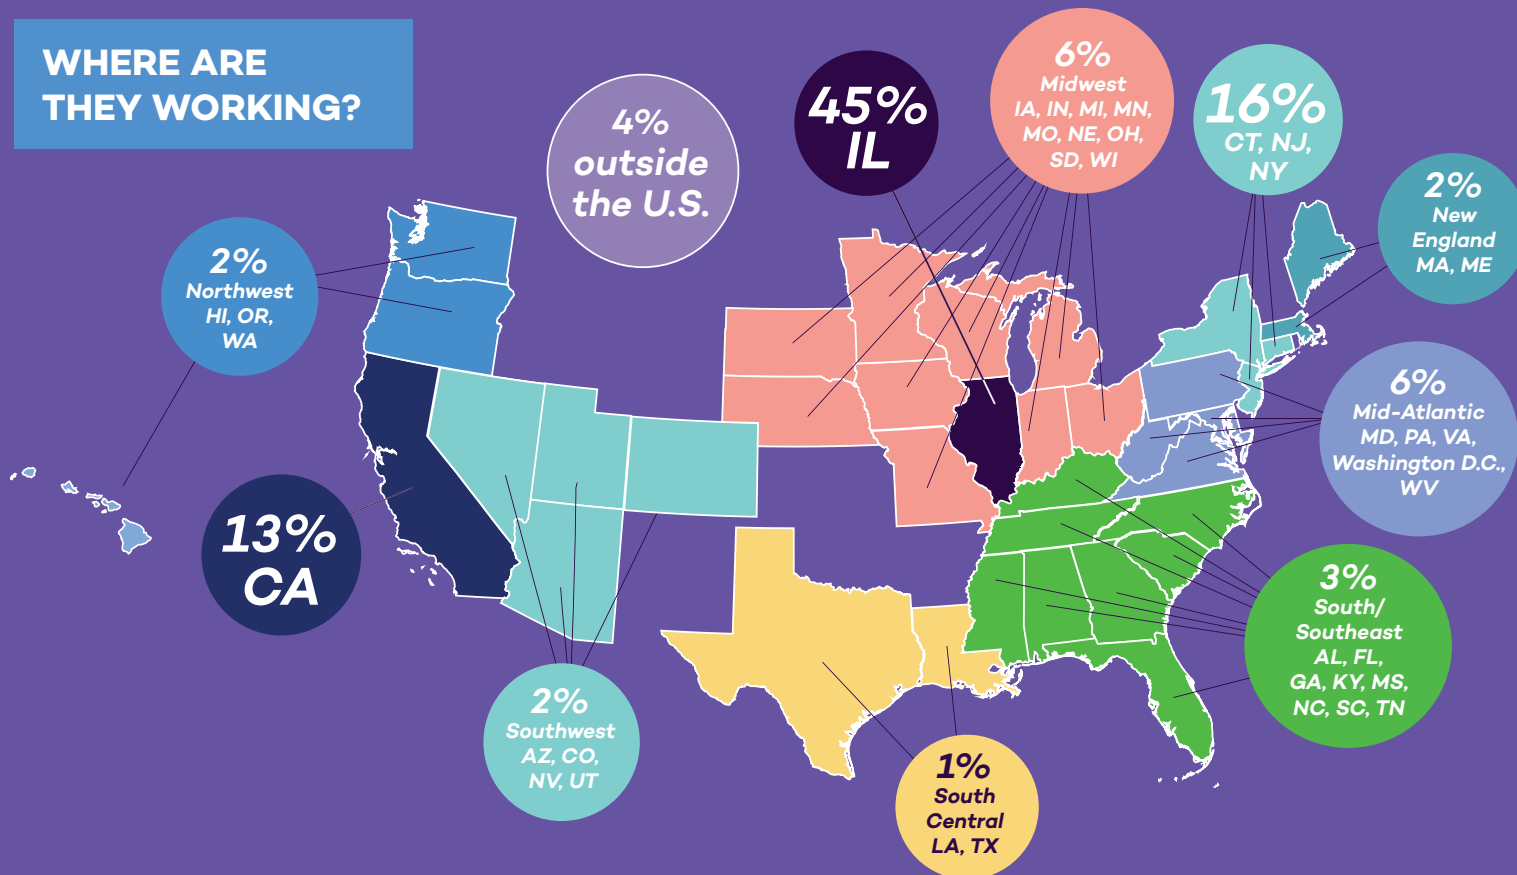 WHERE ARE
THEY WORKING?
4%
outside
the U.S.
45%
IL
6%
Midwest
IA, IN, MI, MN,
MO, NE, OH,
SD, WI
16%
CT, NJ,
NY
2%
New
England
MA, ME
2%
Northwest
HI, OR,
WA
6%
Mid-Atlantic
MD, PA, VA,
Washington D.C.,
WV
13%
CA
3%
South/
Southeast
AL, FL,
GA, KY, MS,
NC, SC, TN
2%
Southwest
AZ, CO,
NV, UT
1%
South
Central
LA, TX